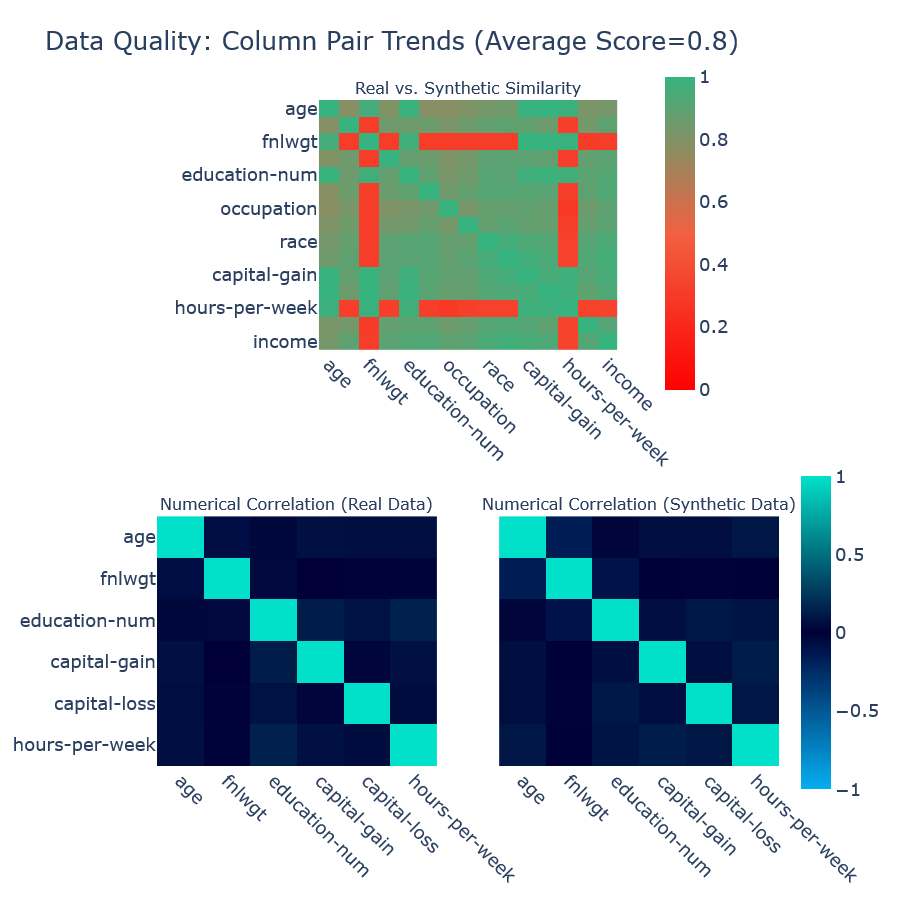 Data Quality: Column Pair Trends (Average Score=0.8)
Real vs. Synthetic Similarity
age
fnlwgt
education-num
occupation
race
capital-gain
hours-per-week
income
age
fnlwgt
education-num
occupation
race
capital-gain
hours-per-week
income
1
0.8
0.6
0.4
0.2
0
Numerical Correlation (Real Data)
age
fnlwgt
education-num
capital-gain
capital-loss
hours-per-week
age
fnlwgt
education-num
capital-gain
capital-loss
hours-per-week
Numerical Correlation (Synthetic Data)
age
fnlwgt
education-num
capital-gain
capital-loss
hours-per-week
1
0.5
0
−0.5
−1